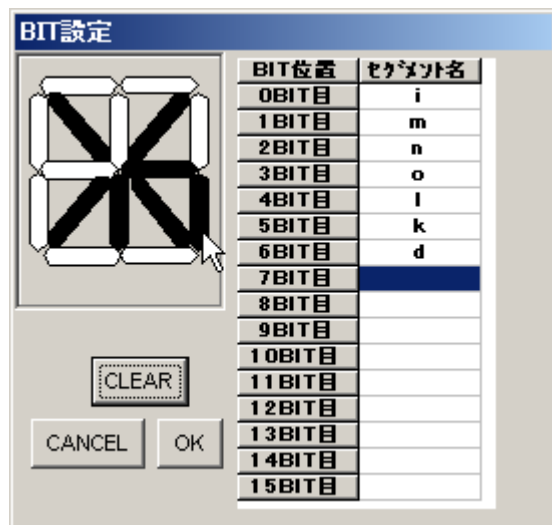 BIT設定
BIT位置 ｾｸﾞﾒﾝﾄ名
0BIT目 i
1BIT目 m
2BIT目 n
3BIT目 o
4BIT目 l
5BIT目 k
6BIT目 d
7BIT目
8BIT目
9BIT目
10BIT目
11BIT目
12BIT目
13BIT目
14BIT目
15BIT目
CLEAR
CANCEL OK